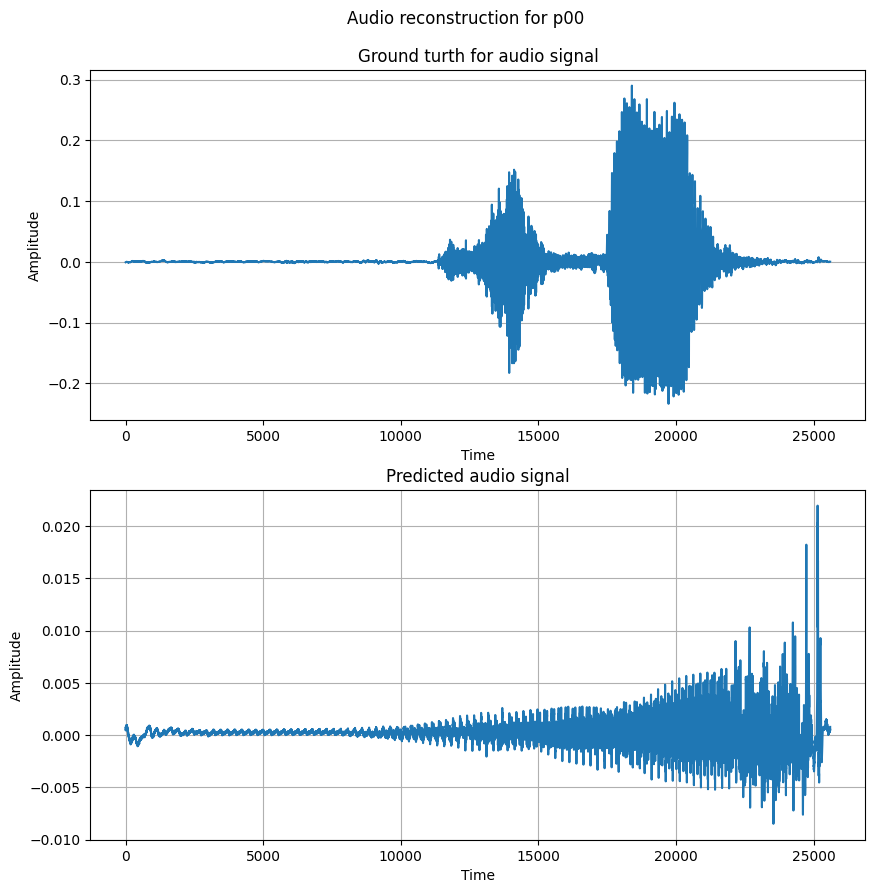 Audio reconstruction for p00
Ground turth for audio signal
0.3
0.2
0.1
0.0
−0.1
−0.2
Amplitude
0 5000 10000 15000 20000 25000
Time
Predicted audio signal
0.020
0.015
0.010
0.005
0.000
−0.005
−0.010
Amplitude
0 5000 10000 15000 20000 25000
Time